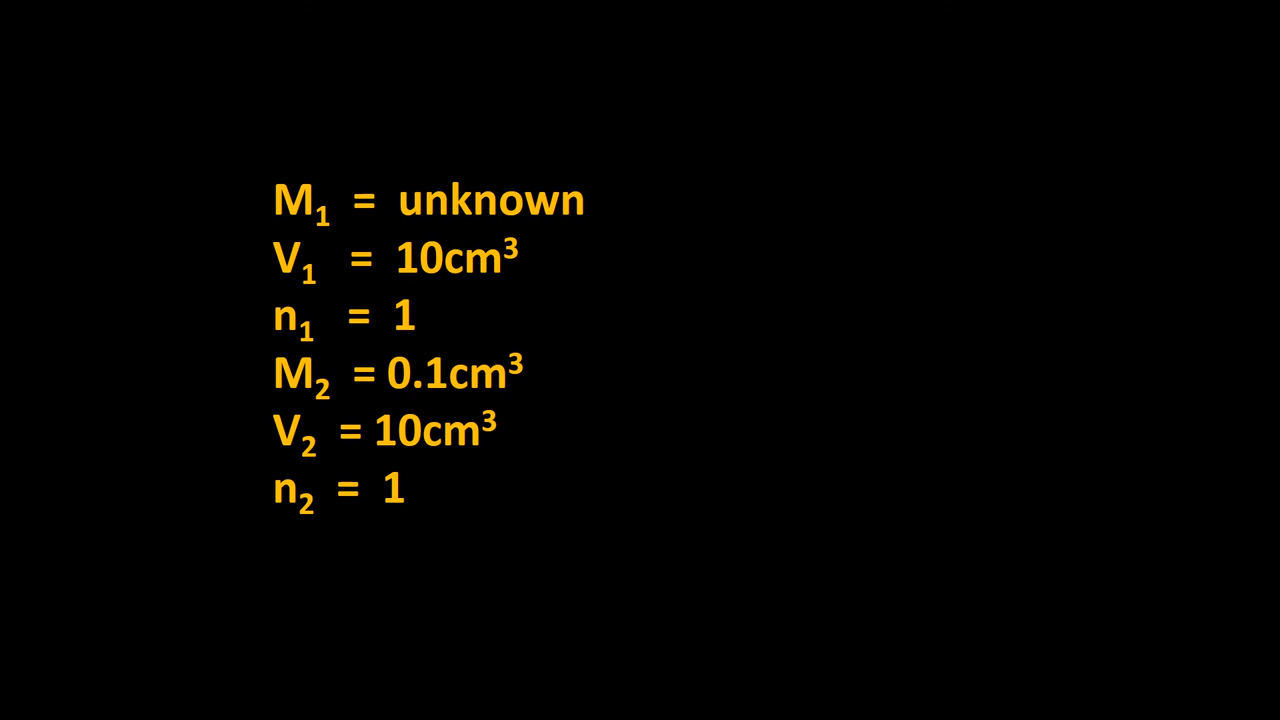 M₁ = unknown
V₁ = 10cm³
n₁ = 1
M₂ = 0.1cm³
V₂ = 10cm³
n₂ = 1